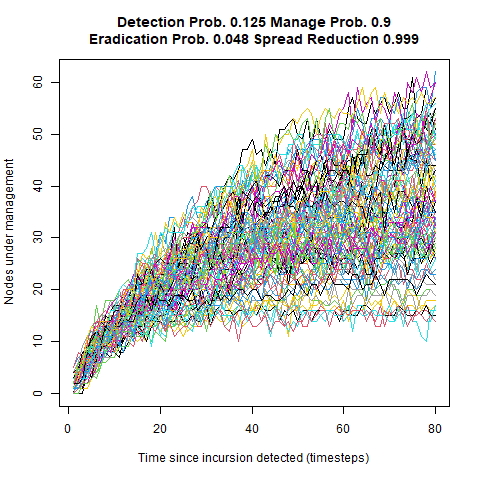 Detection Prob. 0.125 Manage Prob. 0.9
Eradication Prob. 0.048 Spread Reduction 0.999
Nodes under management
60
50
40
30
20
10
0
0 20 40 60 80
Time since incursion detected (timesteps)